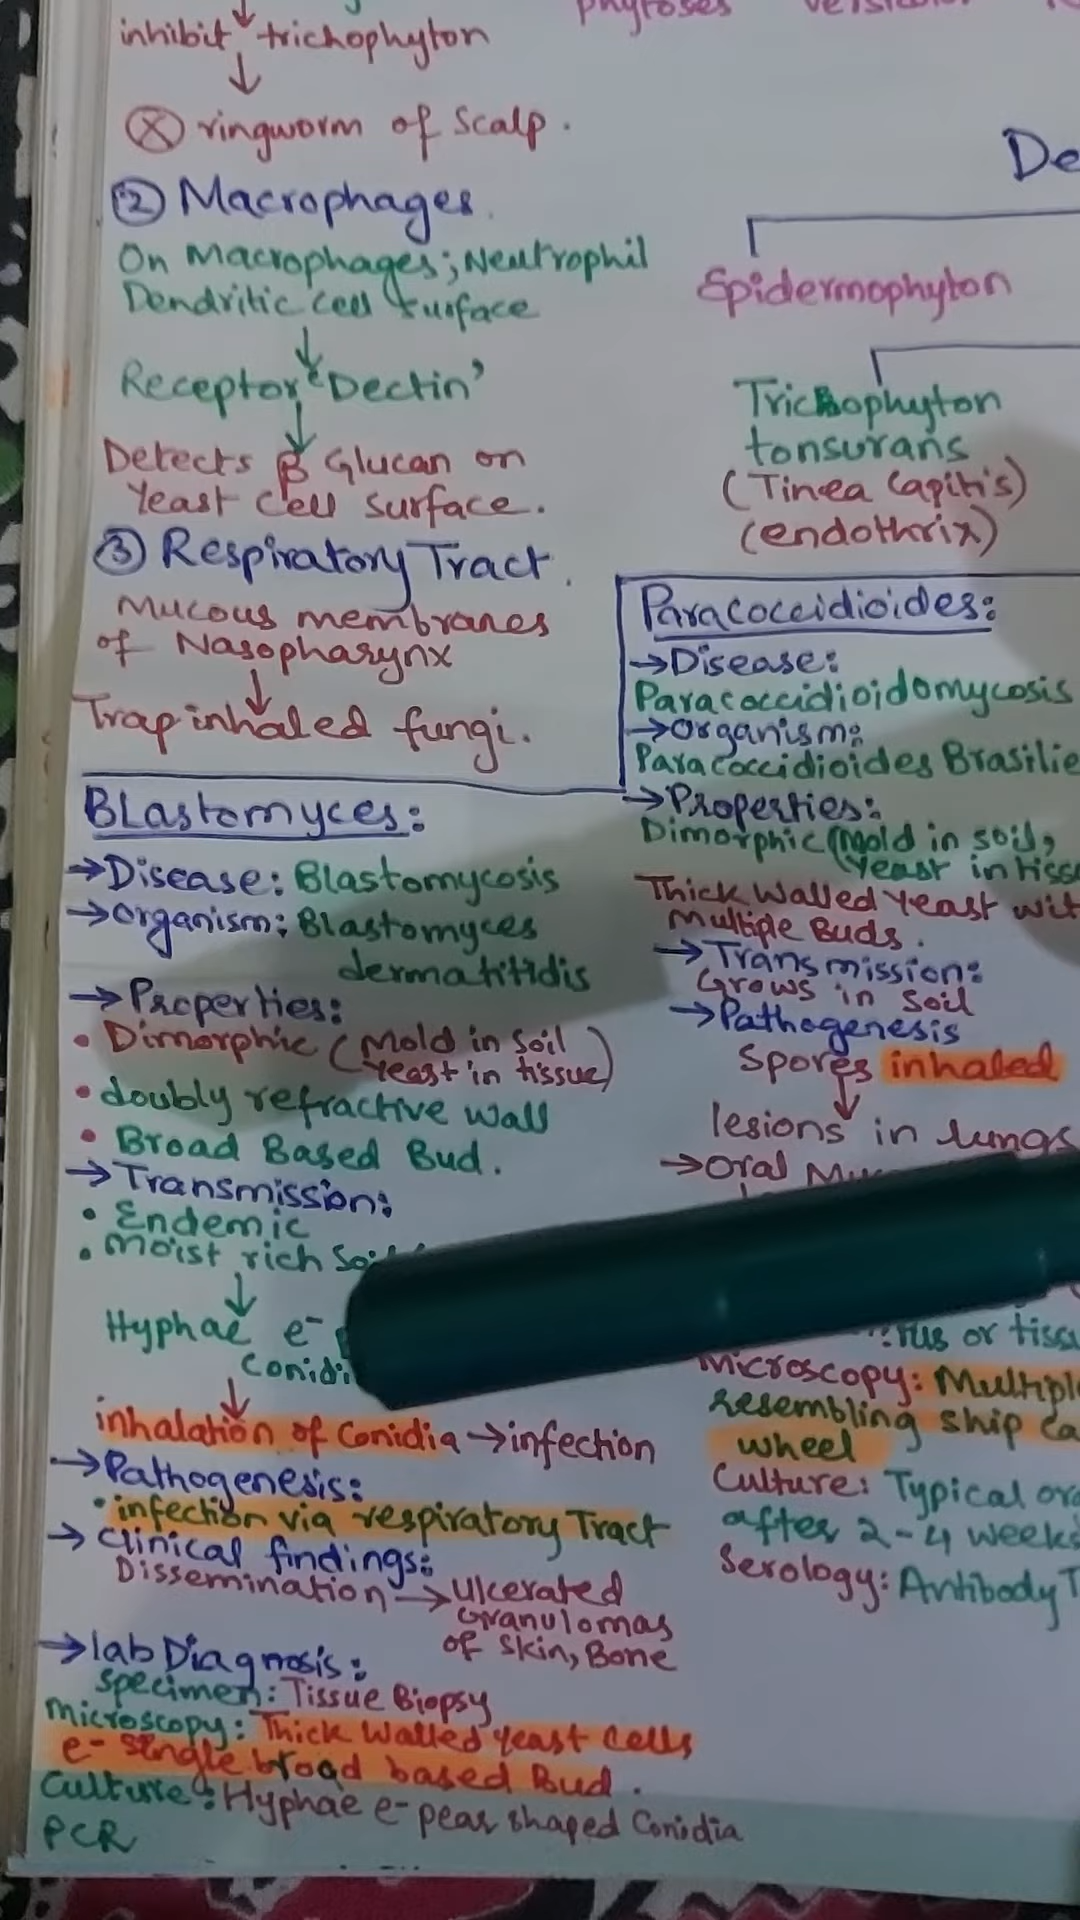 inhibit trichophyton
↓
Ⓧ ringworm of Scalp.
② Macrophages.
On Macrophages; Neutrophil
Dendritic cell surface
↓
Receptor "Dectin"
↓
Detects β Glucan on
Yeast cell surface.
③ Respiratory Tract.
Mucous membranes
of Nasopharynx
↓
Trap inhaled fungi.
BLastomyces:
→Disease: Blastomycosis
→organism: Blastomyces
dermatitidis
→Properties:
• Dimorphic (Mold in Soil
Yeast in tissue)
• doubly refractive wall
• Broad Based Bud.
→Transmission:
• Endemic
• Moist rich
↓
Hyphae e-
↓
inhalation of Conidia → infection
→Pathogenesis:
• infection via respiratory Tract
→ Clinical findings:
Dissemination → Ulcerated
Granulomas
of Skin, Bone
→lab Diagnosis:
Specimen: Tissue Biopsy
Microscopy: Thick Walled yeast Cells
e- Single broad based Bud.
Culture: Hyphae e- pear shaped Conidia
PCR
De
Epidermophyton
Trichophyton
tonsurans
(Tinea Capitis)
(endothrix)
Paracoccidioides:
→Disease:
Paracoccidioidomycosis
→Organism:
Paracoccidioides Brasilie
→Properties:
Dimorphic (Mold in soil,
Yeast in tiss
Thick Walled Yeast wit
Multiple Buds.
→Transmission:
Grows in Soil
→Pathogenesis
Spores inhaled
↓
lesions in lungs
→Oral
or tissu
Microscopy: Multipl
resembling ship Ca
wheel
Culture: Typical
after 2-4 weeks
Serology: Antibody T